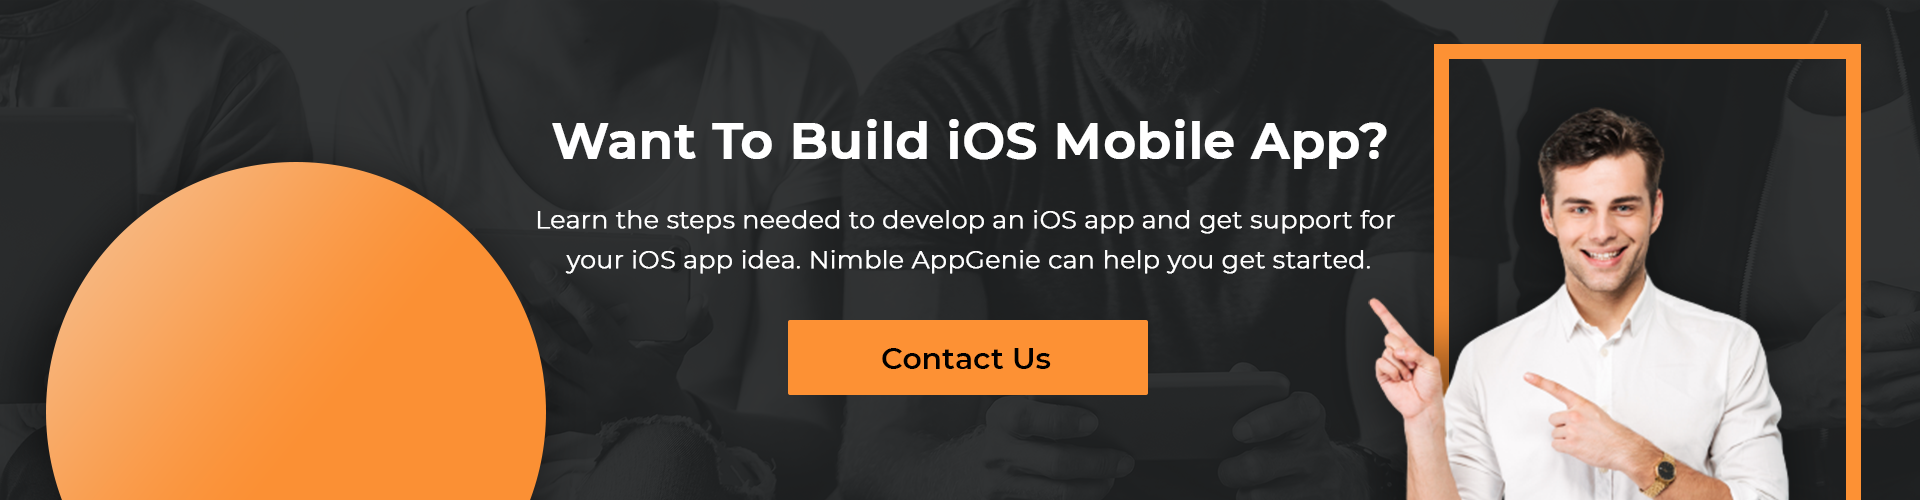 Want To Build iOS Mobile App?
Learn the steps needed to develop an iOS app and get support for
your iOS app idea. Nimble AppGenie can help you get started.
Contact Us